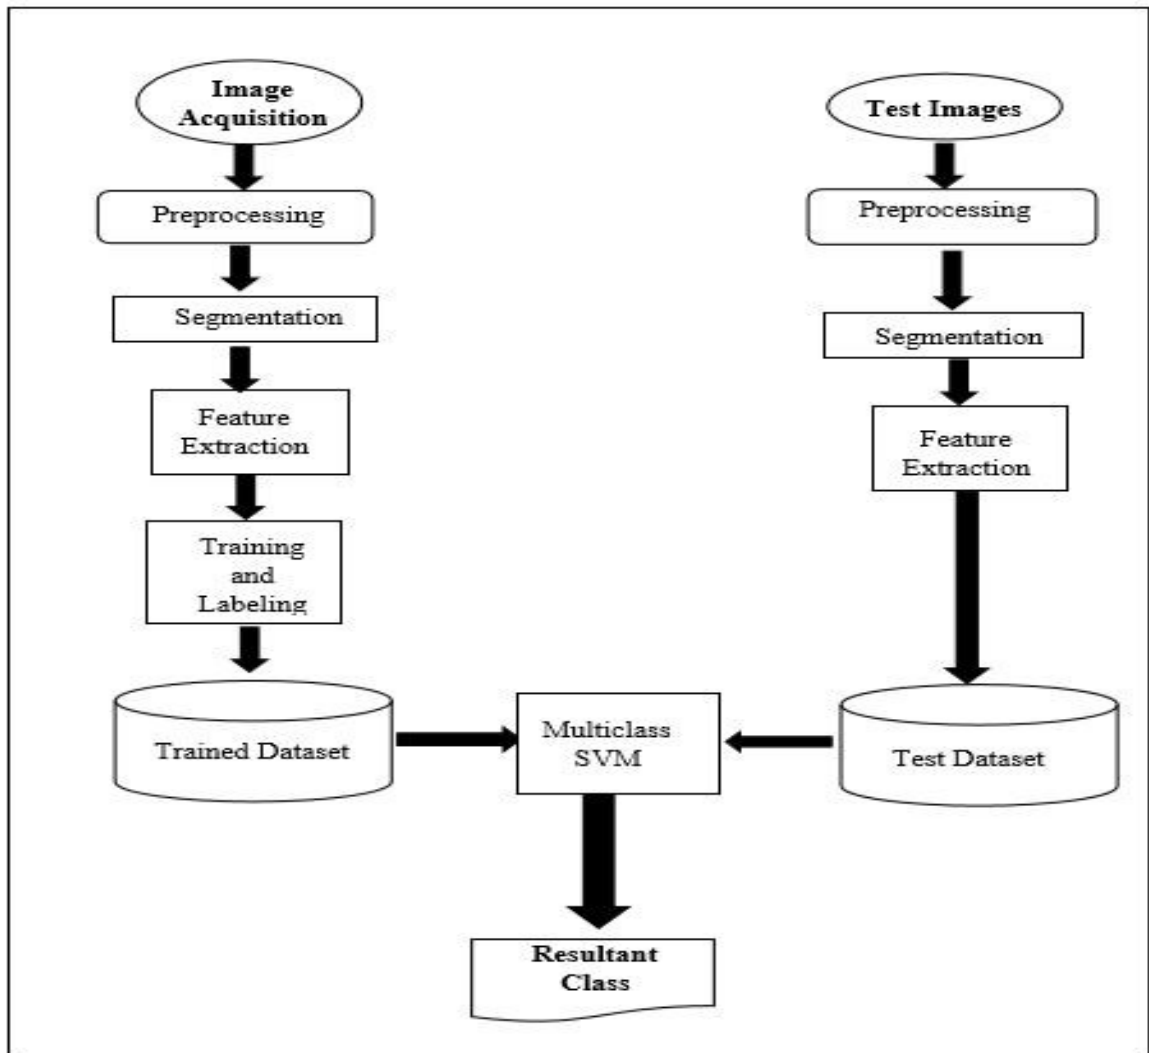 Image
Acquisition
Preprocessing
Segmentation
Feature
Extraction
Training
and
Labeling
Trained Dataset
Test Images
Preprocessing
Segmentation
Feature
Extraction
Test Dataset
Multiclass
SVM
Resultant
Class